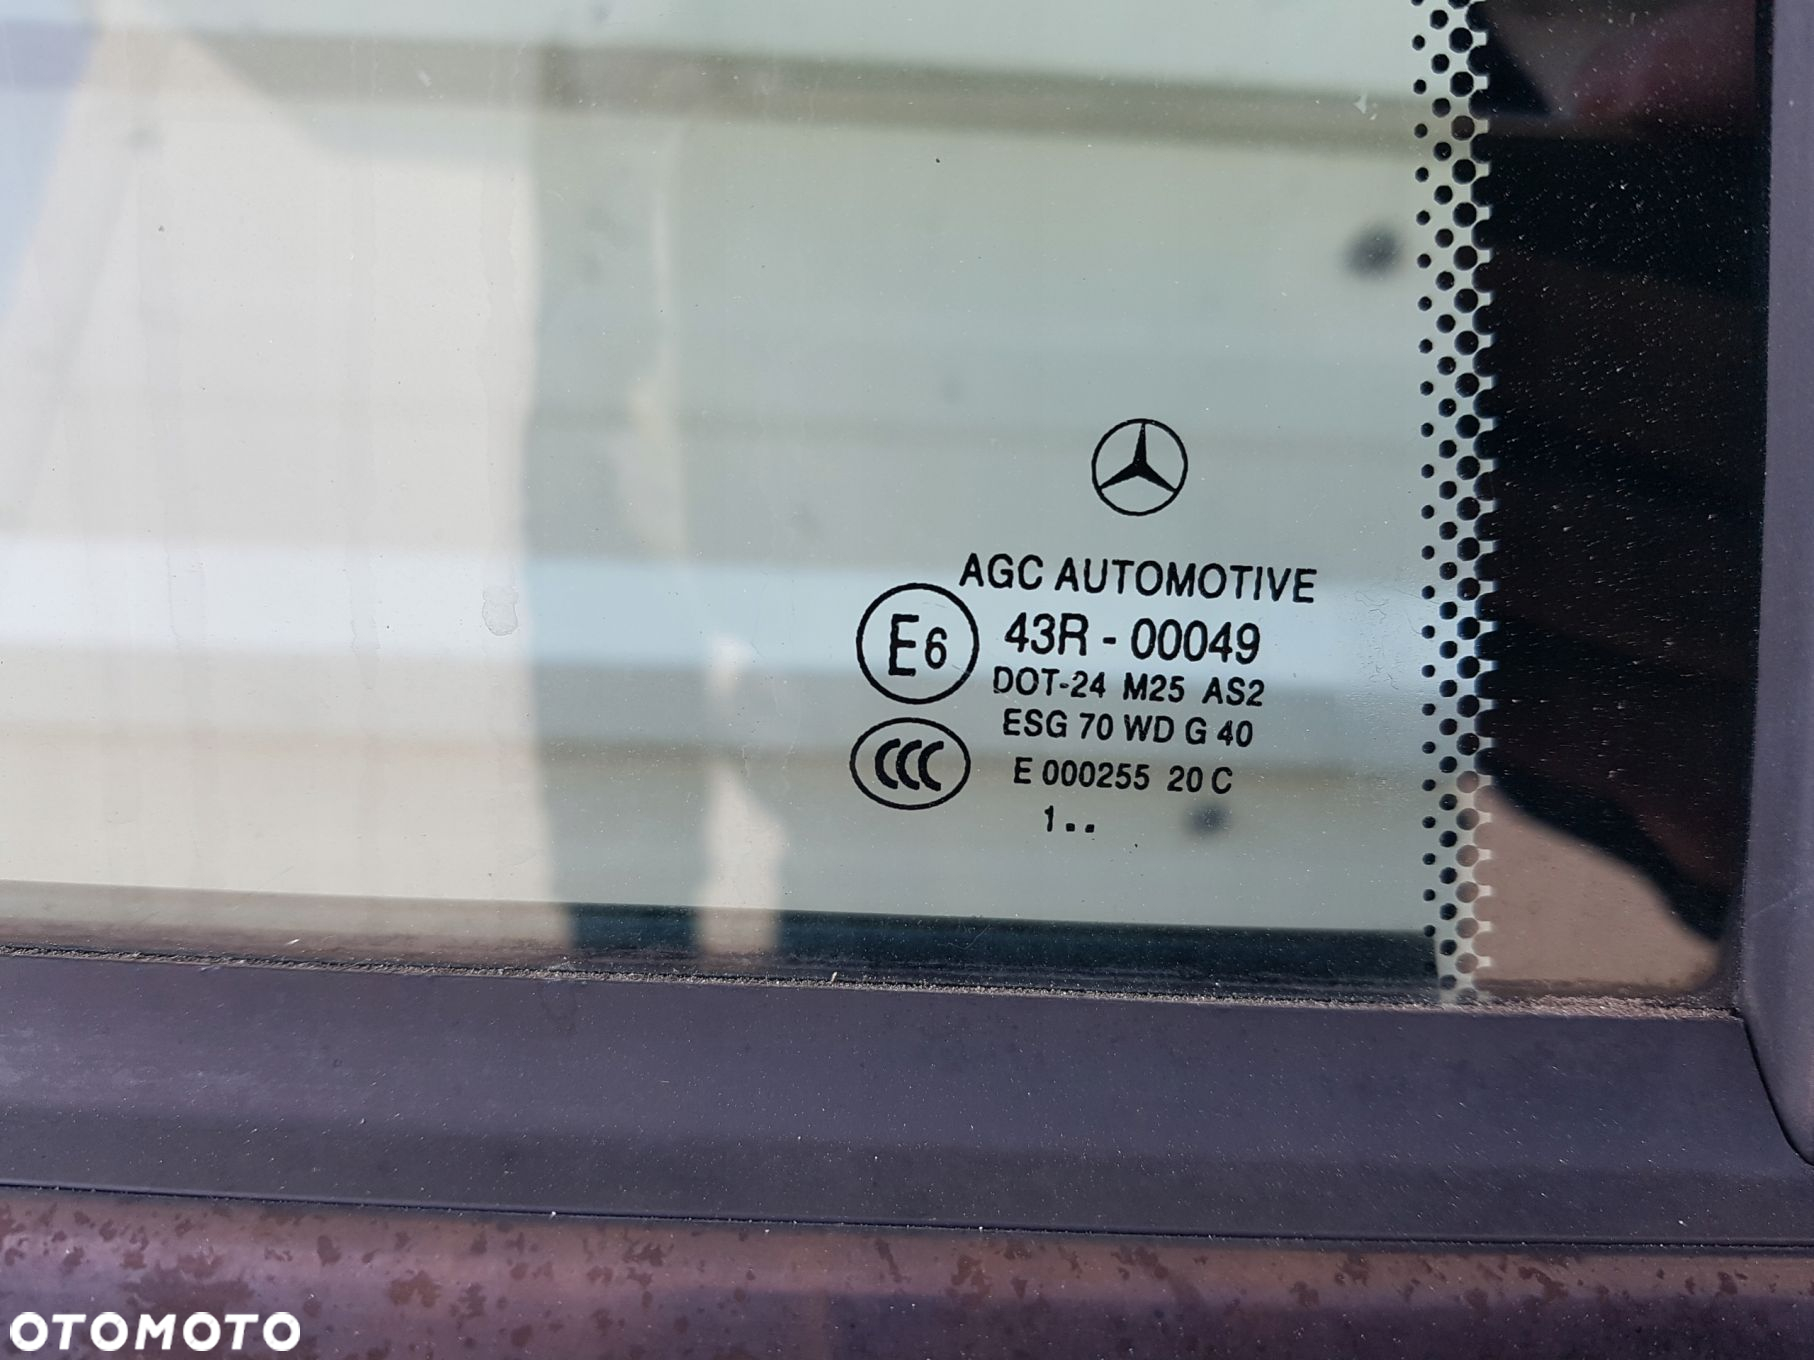 AGC AUTOMOTIVE
E6 43R - 00049
DOT-24 M25 AS2
ESG 70 WD G 40
CCC E 000255 20 C
1..
OTOMOTO